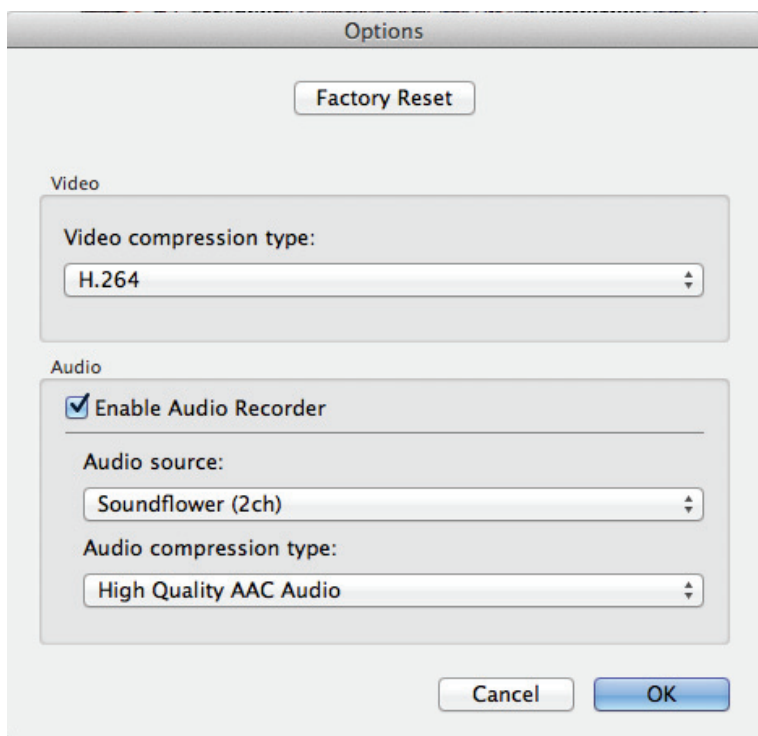 Options
Factory Reset
Video
Video compression type:
H.264
Audio
Enable Audio Recorder
Audio source:
Soundflower (2ch)
Audio compression type:
High Quality AAC Audio
Cancel OK